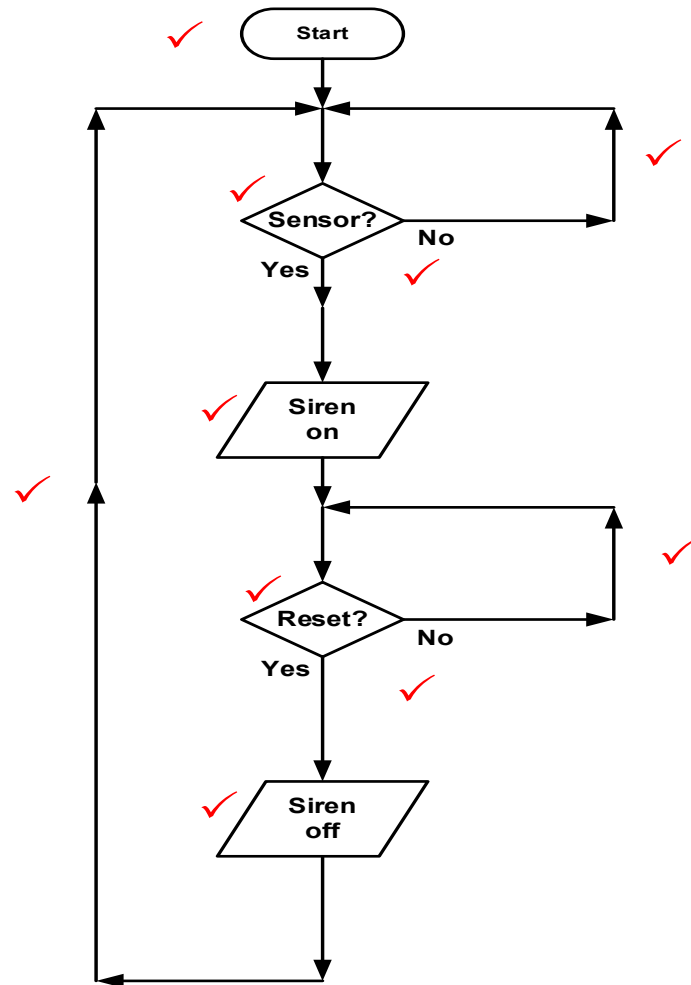 Start
Sensor?
No
Yes
Siren
on
Reset?
No
Yes
Siren
off